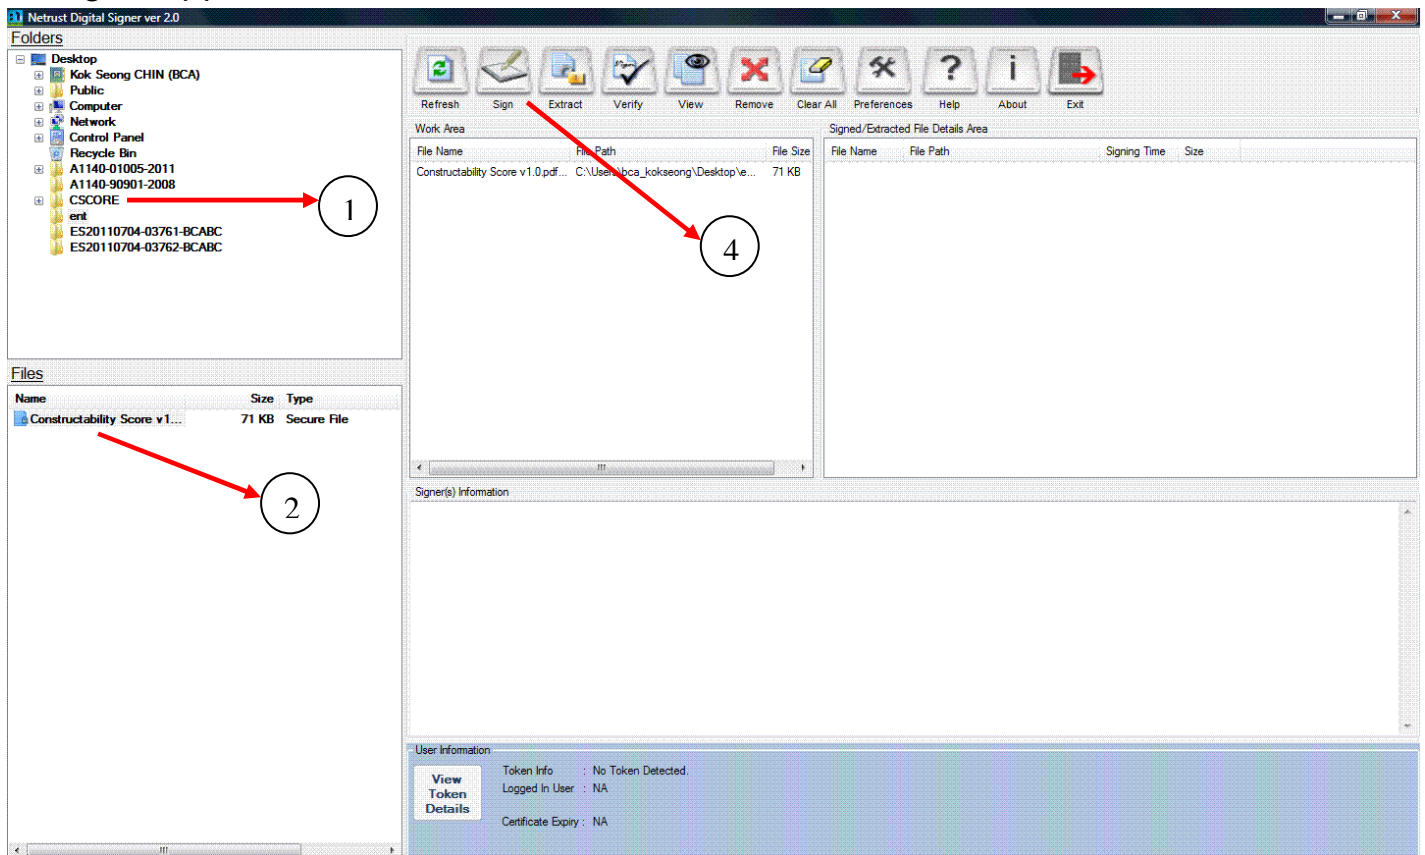 Netrust Digital Signer ver 2.0
Folders
Desktop
Kok Seong CHIN (BCA)
Public
Computer
Network
Control Panel
Recycle Bin
A1140-01005-2011
A1140-90901-2008
CSCORE
ent
ES20110704-03761-BCABC
ES20110704-03762-BCABC
1
Files
Name Size Type
Constructability Score v1... 71 KB Secure File
2
Refresh Sign Extract Verify View Remove Clear All Preferences Help About Exit
Work Area
File Name File Path File Size
Constructability Score v1.0.pdf... C:\Users\bca_kokseong\Desktop\e... 71 KB
4
Signed/Extracted File Details Area
File Name File Path Signing Time Size
Signer(s) Information
User Information
View Token Details
Token Info : No Token Detected.
Logged In User : NA
Certificate Expiry : NA